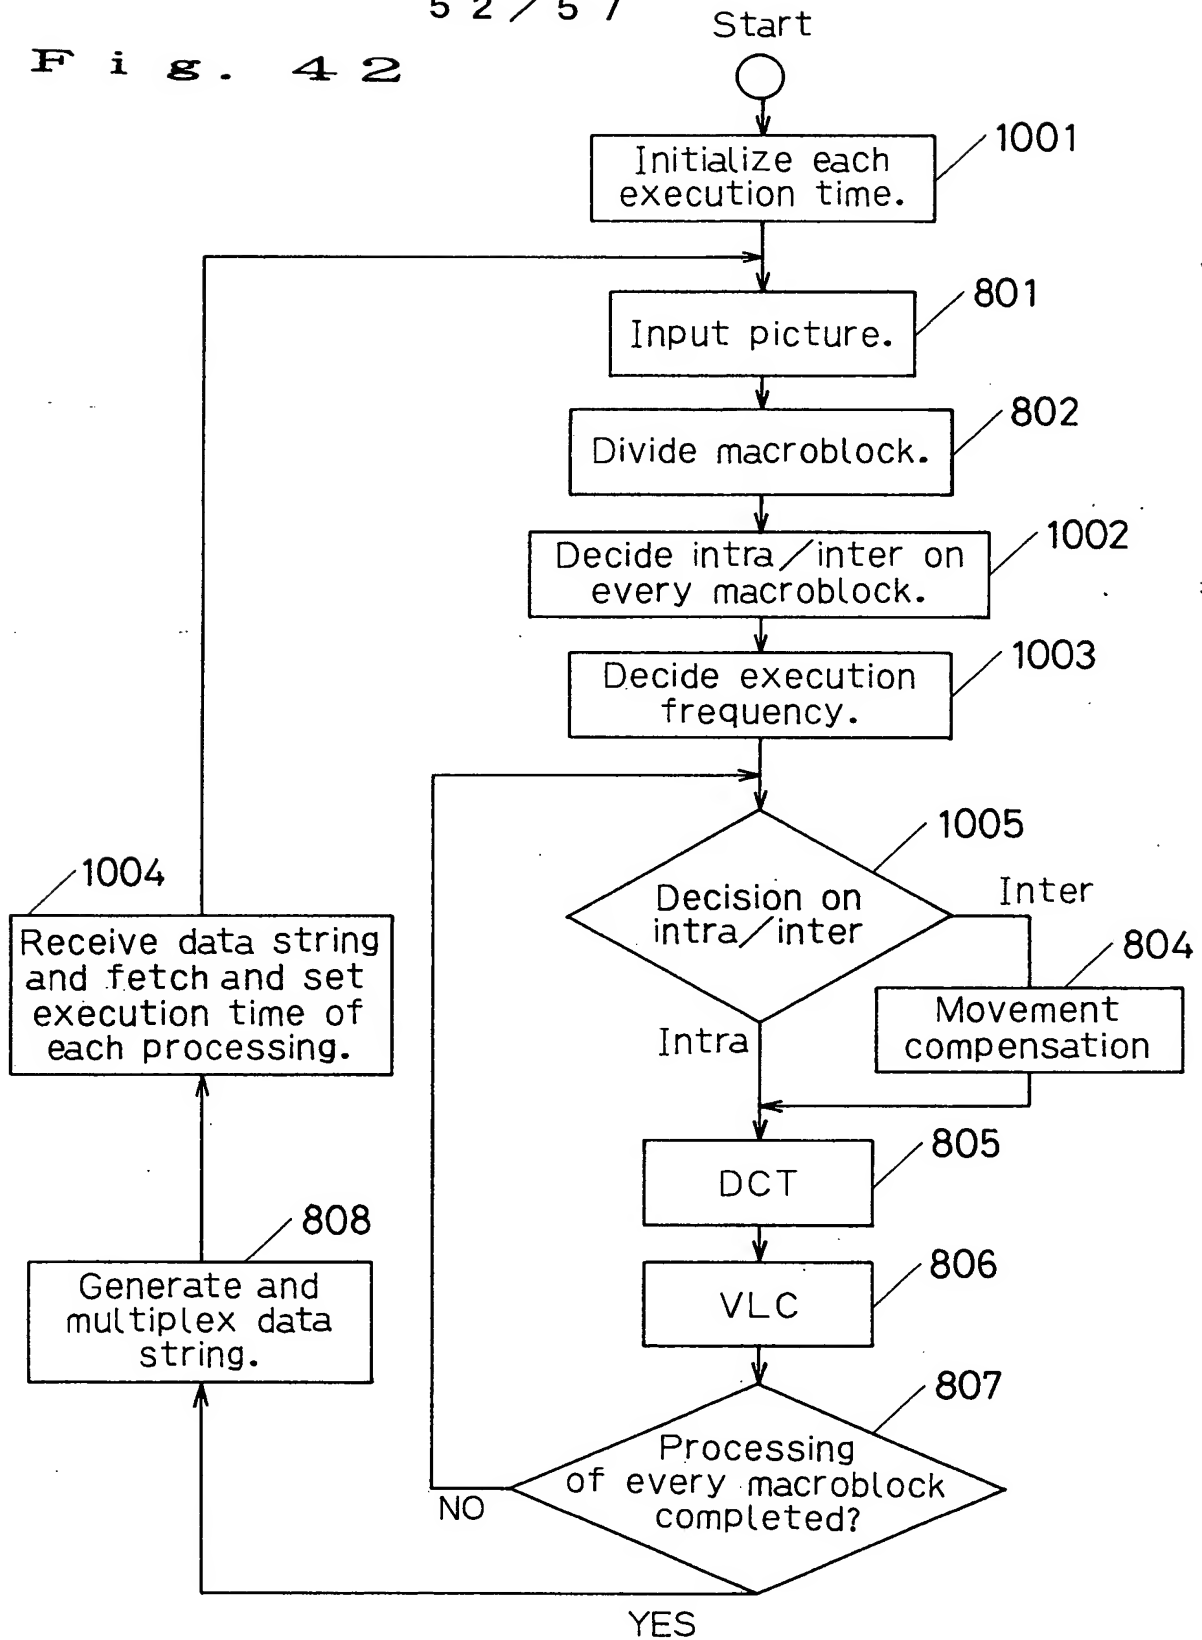 52/57
Fig. 42
Start
Initialize each
execution time.
1001
Input picture.
801
Divide macroblock.
802
Decide intra/inter on
every macroblock.
1002
Decide execution
frequency.
1003
Decision on
intra/inter
1005
Inter
Intra
Movement
compensation
804
1004
Receive data string
and fetch and set
execution time of
each processing.
DCT
805
VLC
806
808
Generate and
multiplex data
string.
Processing
of every macroblock
completed?
807
NO
YES